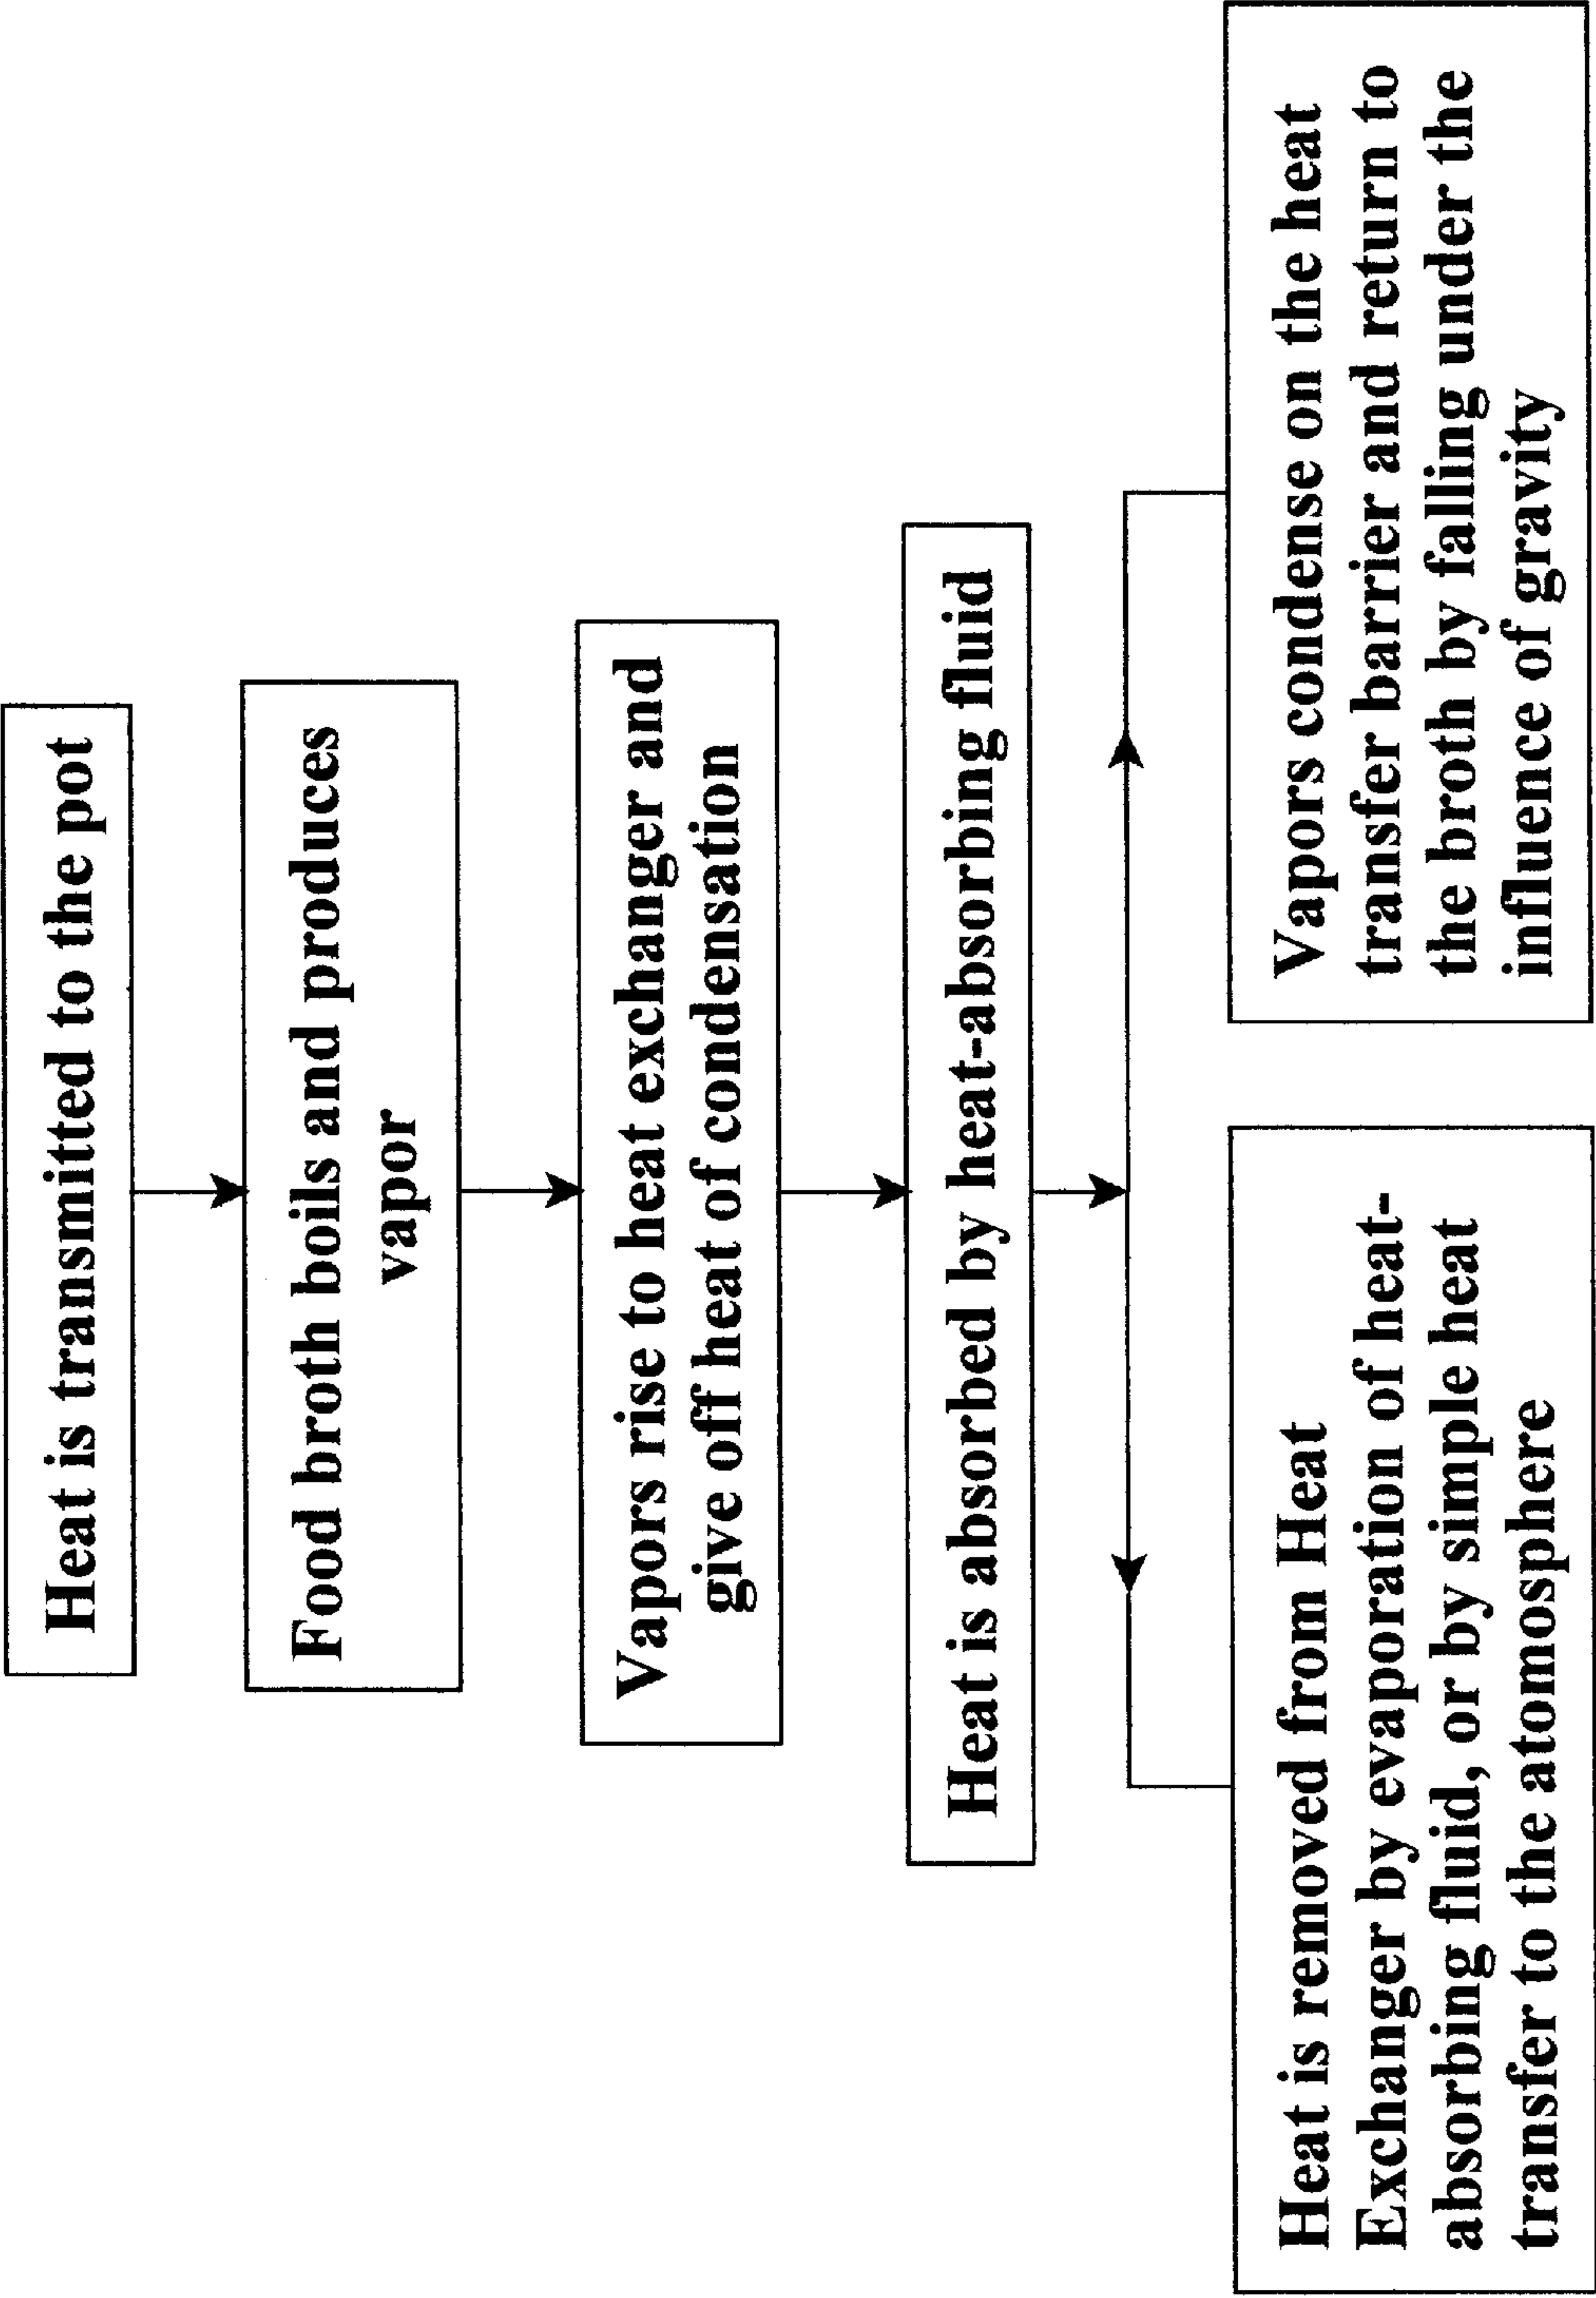 Heat is transmitted to the pot
Food broth boils and produces
vapor
Vapors rise to heat exchanger and
give off heat of condensation
Heat is absorbed by heat-absorbing fluid
Heat is removed from Heat
Exchanger by evaporation of heat-
absorbing fluid, or by simple heat
transfer to the atomosphere
Vapors condense on the heat
transfer barrier and return to
the broth by falling under the
influence of gravity